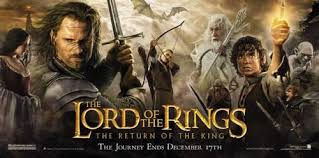 THE LORD OF THE RINGS
THE RETURN OF THE KING
THE JOURNEY ENDS DECEMBER 17TH